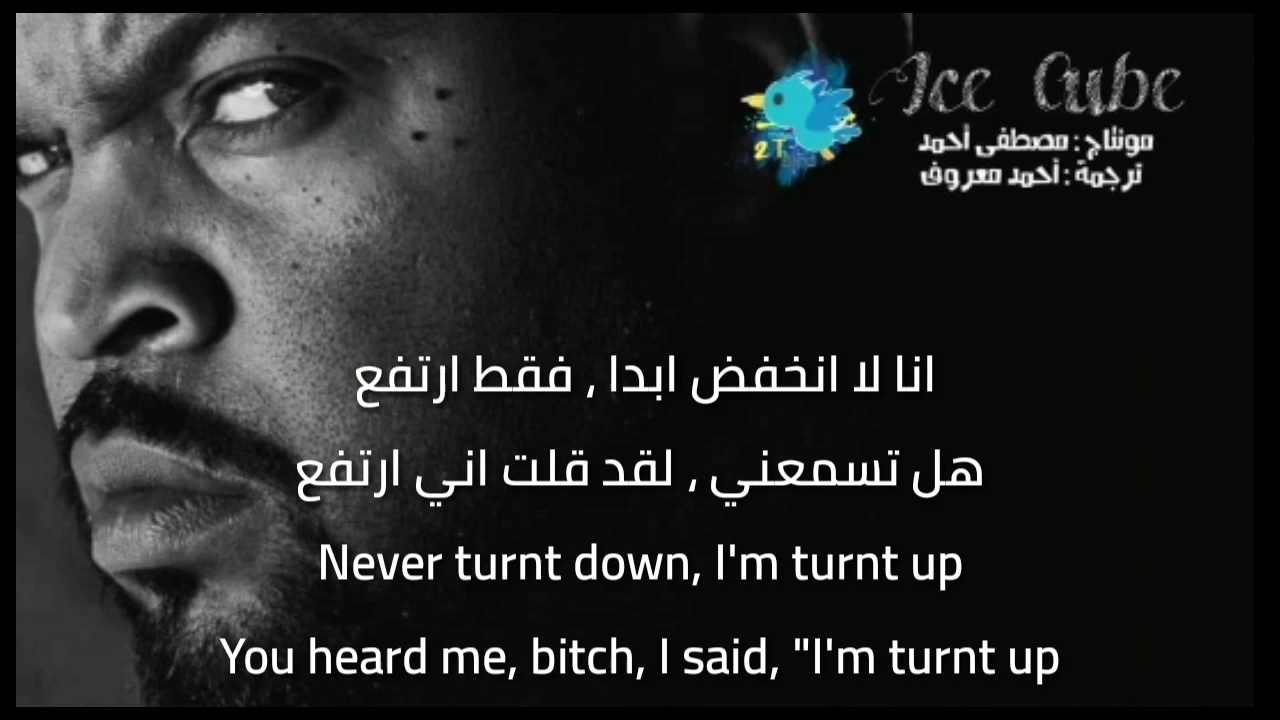 Ice Cube
مونتاج : مصطفى أحمد
ترجمة : أحمد معروف
2T
انا لا انخفض ابدا , فقط ارتفع
هل تسمعني , لقد قلت اني ارتفع
Never turnt down, I'm turnt up
You heard me, bitch, I said, "I'm turnt up